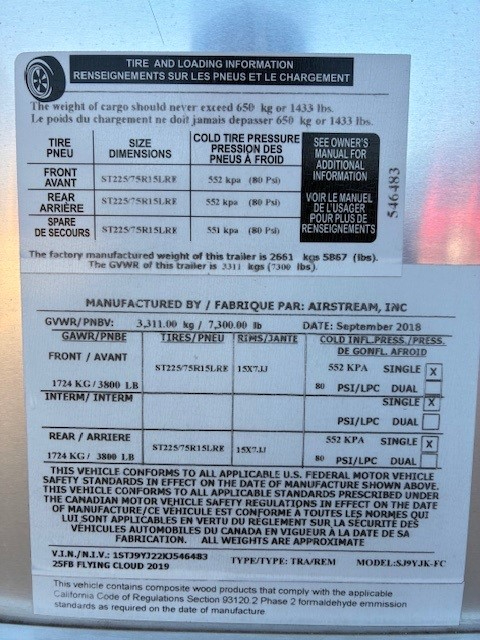 TIRE AND LOADING INFORMATION
RENSEIGNEMENTS SUR LES PNEUS ET LE CHARGEMENT
The weight of cargo should never exceed 650 kg or 1433 lbs.
Le poids du chargement ne doit jamais depasser 650 kg or 1433 lbs.
TIRE PNEU
SIZE DIMENSIONS
COLD TIRE PRESSURE
PRESSION DES
PNEUS À FROID
SEE OWNER'S
MANUAL FOR
ADDITIONAL
INFORMATION
VOIR LE MANUEL
DE L'USAGER
POUR PLUS DE
RENSEIGNEMENTS
546483
FRONT AVANT ST225/75R15LRE 552 kpa (80 Psi)
REAR ARRIÈRE ST225/75R15LRE 552 kpa (80 Psi)
SPARE DE SECOURS ST225/75R15LRE 551 kpa (80 Psi)
The factory manufactured weight of this trailer is 2661 kgs 5867 (lbs).
The GVWR of this trailer is 3311 kgs (7300 lbs).
MANUFACTURED BY / FABRIQUE PAR: AIRSTREAM, INC
GVWR/PNBV: 3,311.00 kg / 7,300.00 lb DATE: September 2018
GAWR/PNBE TIRES/PNEU RIMS/JANTE COLD INFL.PRESS./PRESS.
DE GONFL. AFROID
FRONT / AVANT ST225/75R15LRE 15X7JJ 552 KPA SINGLE X
1724 KG / 3800 LB 80 PSI/LPC DUAL
INTERM/ INTERM SINGLE X
PSI/LPC DUAL
REAR / ARRIERE ST225/75R15LRE 15X7JJ 552 KPA SINGLE X
1724 KG / 3800 LB 80 PSI/LPC DUAL
THIS VEHICLE CONFORMS TO ALL APPLICABLE U.S. FEDERAL MOTOR VEHICLE
SAFETY STANDARDS IN EFFECT ON THE DATE OF MANUFACTURE SHOWN ABOVE.
THIS VEHICLE CONFORMS TO ALL APPLICABLE STANDARDS PRESCRIBED UNDER
THE CANADIAN MOTOR VEHICLE SAFETY REGULATIONS IN EFFECT ON THE DATE
OF MANUFACTURE/CE VEHICULE EST CONFORME À TOUTES LES NORMES QUI
LUI SONT APPLICABLES EN VERTU DU RÈGLEMENT SUR LA SÉCURITÉ DES
VÉHICULES AUTOMOBILES DU CANADA EN VIGUEUR À LA DATE DE SA
FABRICATION. ALL WEIGHTS ARE APPROXIMATE
V.I.N./N.I.V.: 1STJ9YJ22KJ546483
25FB FLYING CLOUD 2019 TYPE/TYPE: TRA/REM MODEL:SJ9YJK-FC
This vehicle contains composite wood products that comply with the applicable
California Code of Regulations Section 93120.2 Phase 2 formaldehyde emmission
standards as required on the date of manufacture